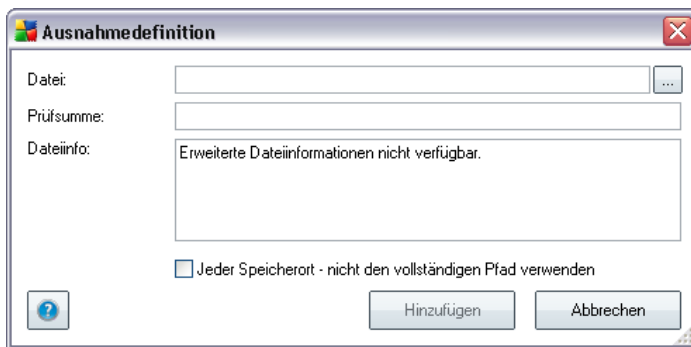 Ausnahmedefinition
Datei:
...
Prüfsumme:
Dateiinfo:
Erweiterte Dateiinformationen nicht verfügbar.
Jeder Speicherort - nicht den vollständigen Pfad verwenden
?
Hinzufügen
Abbrechen